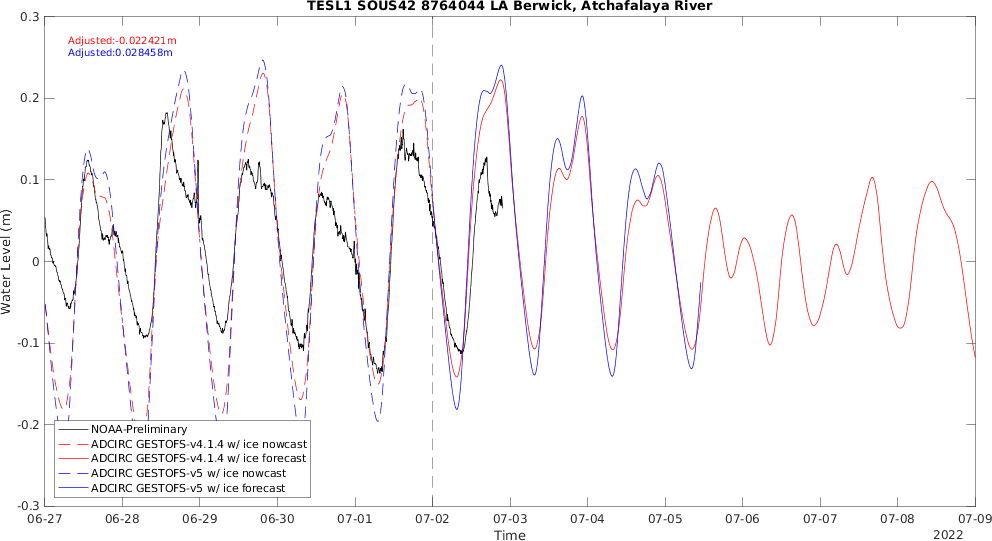 TESL1 SOUS42 8764044 LA Berwick, Atchafalaya River
Adjusted:-0.022421m
Adjusted:0.028458m
Water Level (m)
0.3
0.2
0.1
0
-0.1
-0.2
-0.3
NOAA-Preliminary
ADCIRC GESTOFS-v4.1.4 w/ ice nowcast
ADCIRC GESTOFS-v4.1.4 w/ ice forecast
ADCIRC GESTOFS-v5 w/ ice nowcast
ADCIRC GESTOFS-v5 w/ ice forecast
06-27 06-28 06-29 06-30 07-01 07-02 07-03 07-04 07-05 07-06 07-07 07-08 07-09
Time
2022